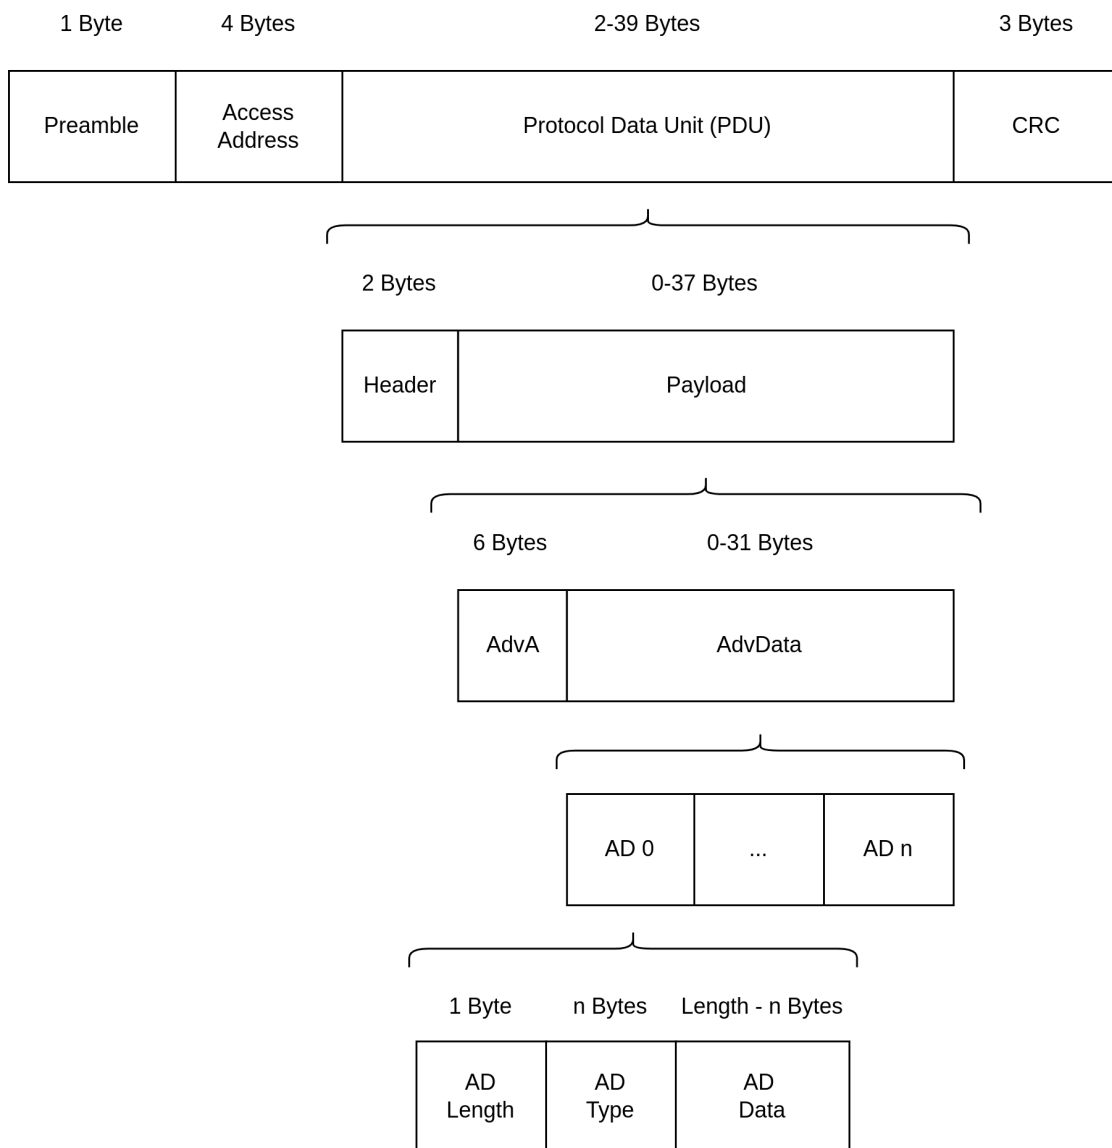 1 Byte
4 Bytes
2-39 Bytes
3 Bytes
Preamble
Access
Address
Protocol Data Unit (PDU)
CRC
2 Bytes
0-37 Bytes
Header
Payload
6 Bytes
0-31 Bytes
AdvA
AdvData
AD 0
...
AD n
1 Byte
n Bytes
Length - n Bytes
AD
Length
AD
Type
AD
Data